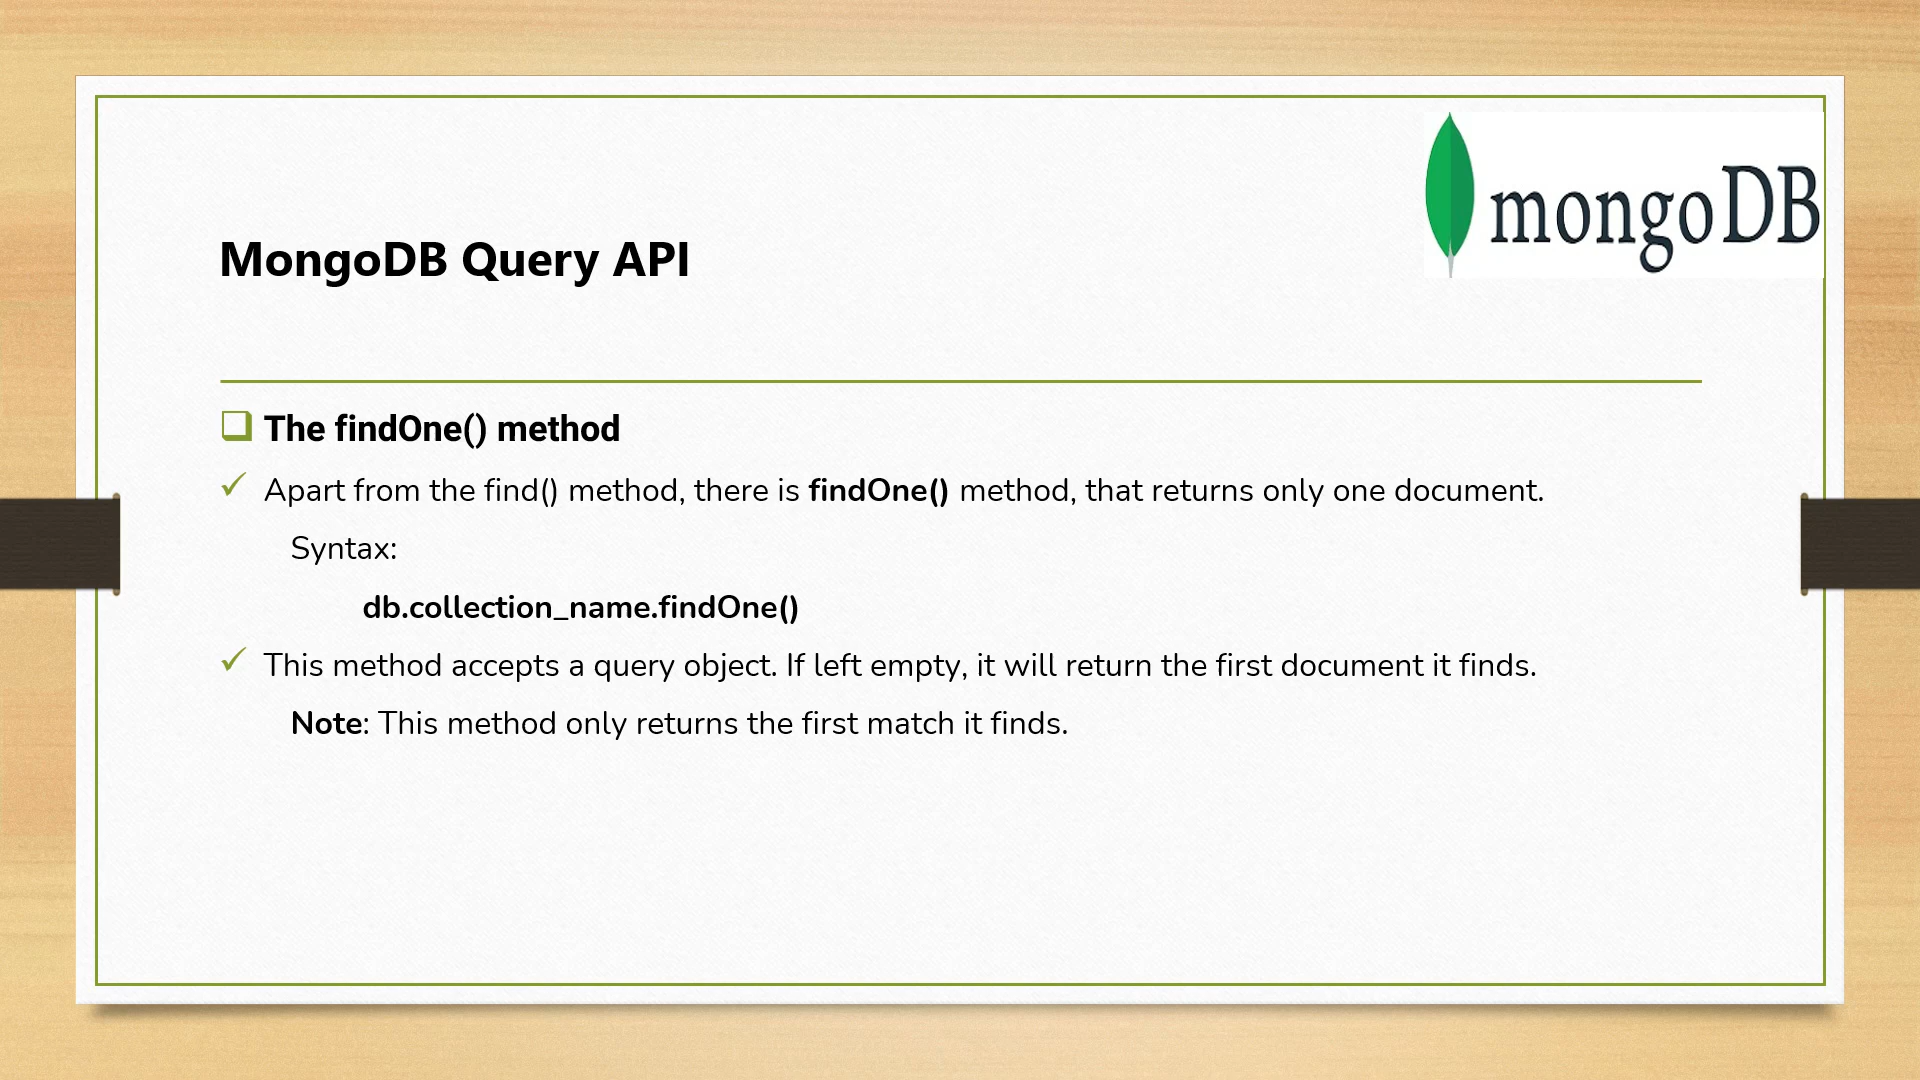 mongoDB
MongoDB Query API
The findOne() method
Apart from the find() method, there is findOne() method, that returns only one document.
Syntax:
db.collection_name.findOne()
This method accepts a query object. If left empty, it will return the first document it finds.
Note: This method only returns the first match it finds.